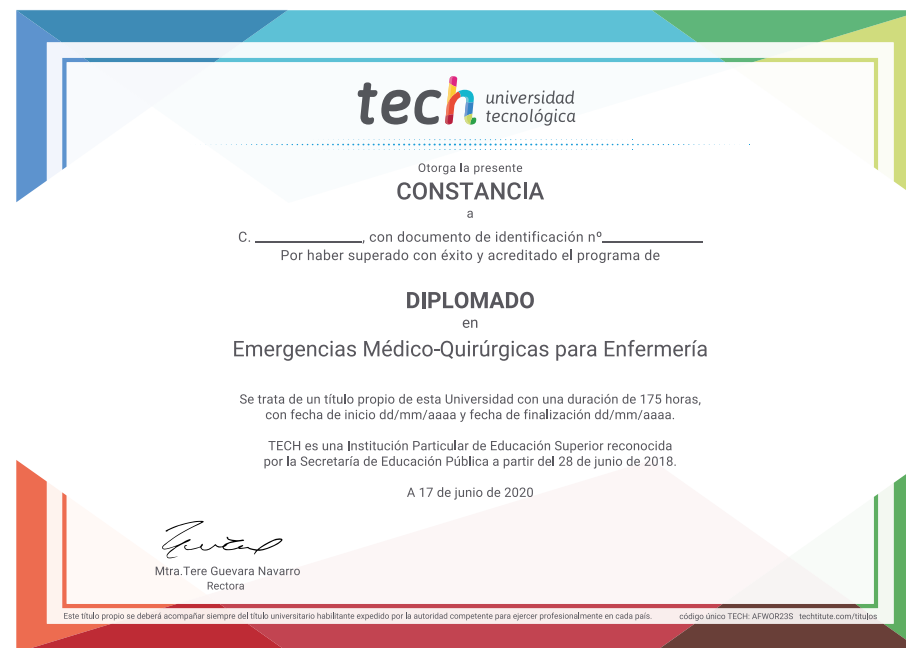 tech universidad
tecnológica
Otorga la presente
CONSTANCIA
a
C. ____________, con documento de identificación nº____________
Por haber superado con éxito y acreditado el programa de
DIPLOMADO
en
Emergencias Médico-Quirúrgicas para Enfermería
Se trata de un título propio de esta Universidad con una duración de 175 horas,
con fecha de inicio dd/mm/aaaa y fecha de finalización dd/mm/aaaa.
TECH es una Institución Particular de Educación Superior reconocida
por la Secretaría de Educación Pública a partir del 28 de junio de 2018.
A 17 de junio de 2020
Mtra.Tere Guevara Navarro
Rectora
Este título propio se deberá acompañar siempre del título universitario habilitante expedido por la autoridad competente para ejercer profesionalmente en cada país. código único TECH: AFWOR23S techtitute.com/titulos